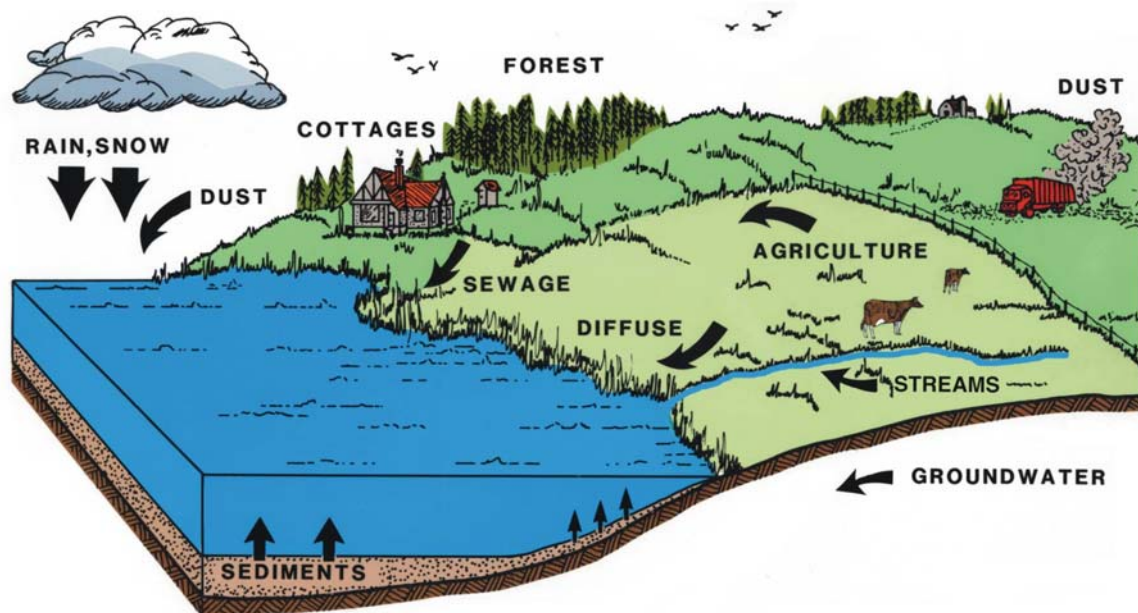 FOREST
DUST
COTTAGES
RAIN, SNOW
DUST
AGRICULTURE
SEWAGE
DIFFUSE
STREAMS
GROUNDWATER
SEDIMENTS